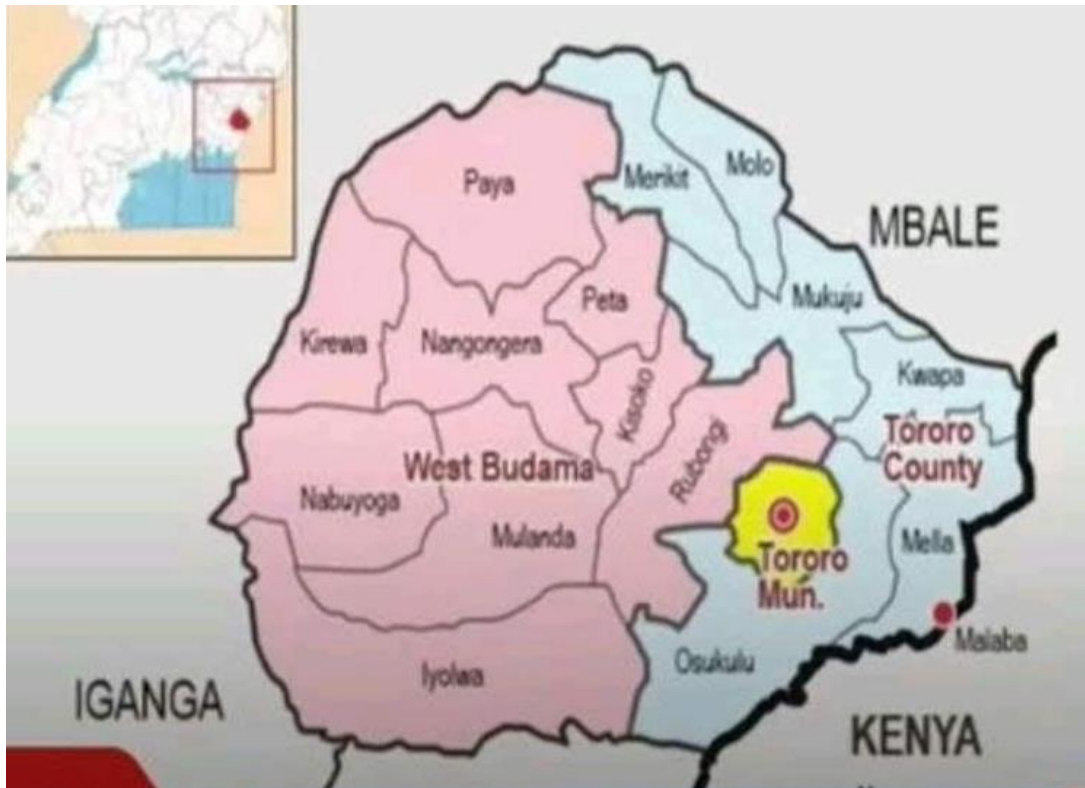 Molo
Merikit
Paya
MBALE
Mukuju
Peta
Kirewa
Nangongera
Kwapa
Kisoko
Tororo
County
Rubongi
West Budama
Nabuyoga
Mulanda
Mella
Tororo
Mun.
Malaba
Osukulu
Iyolwa
IGANGA
KENYA